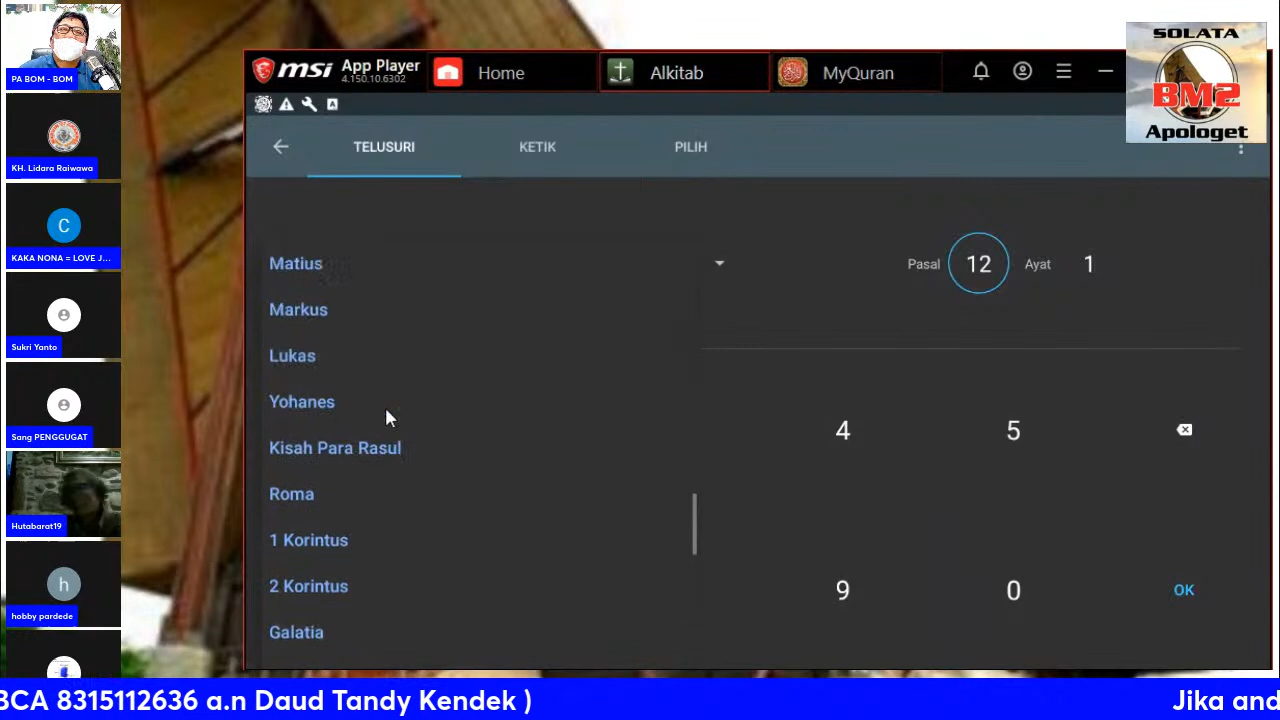 PA BOM - BOM
KH. Lidara Raiwawa
C
KAKA NONA = LOVE J...
Sukri Yanto
Sang PENGGUGAT
Hutabarat19
h
hobby pardede
msi App Player
4.150.10.6302
Home
Alkitab
MyQuran
SOLATA
BM2
Apologet
TELUSURI
KETIK
PILIH
Matius
Markus
Lukas
Yohanes
Kisah Para Rasul
Roma
1 Korintus
2 Korintus
Galatia
Pasal 12 Ayat 1
4 5
9 0 OK
BCA 8315112636 a.n Daud Tandy Kendek )
Jika and